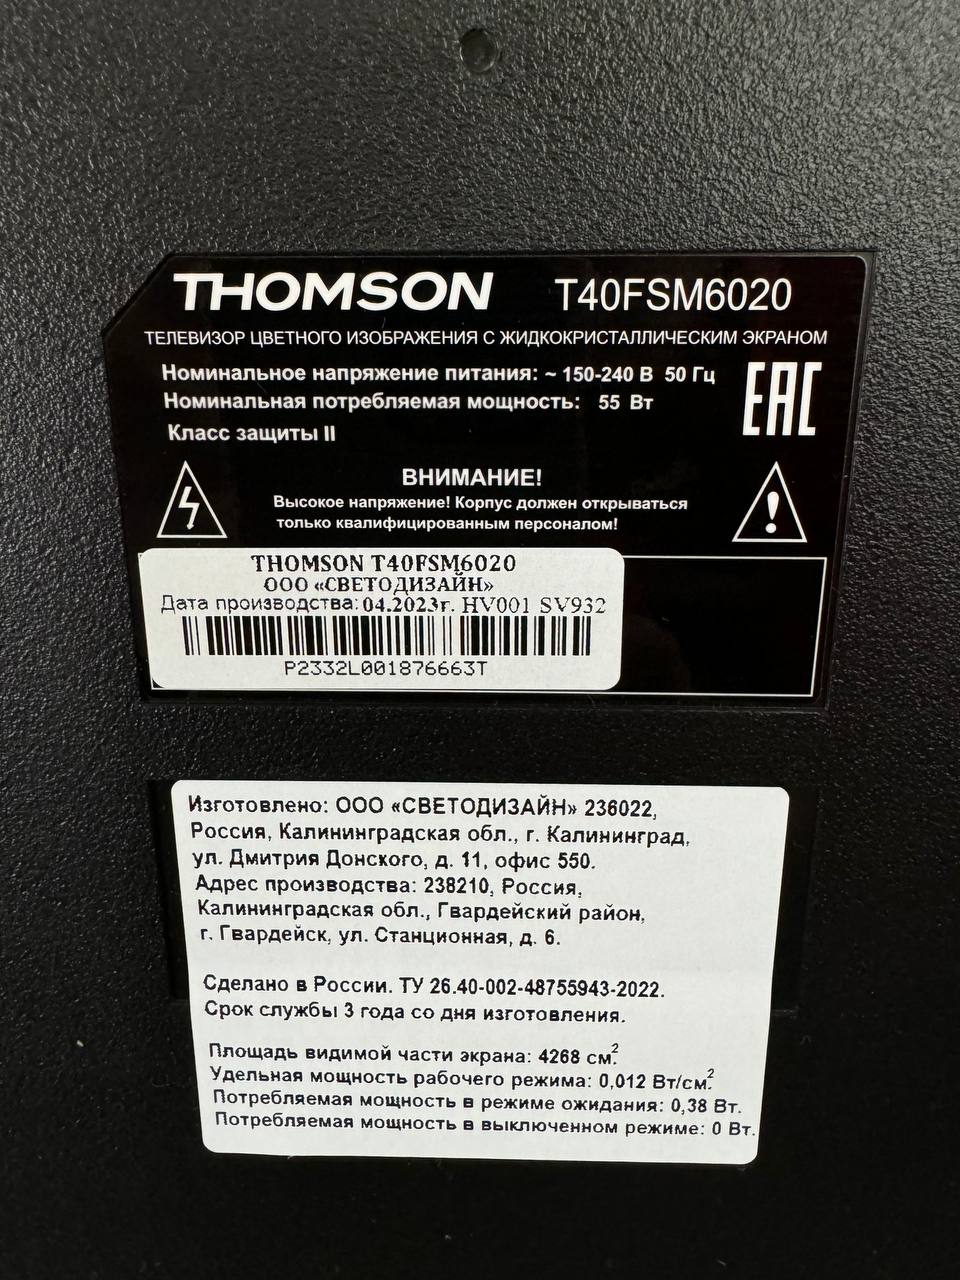 THOMSON T40FSM6020
ТЕЛЕВИЗОР ЦВЕТНОГО ИЗОБРАЖЕНИЯ С ЖИДКОКРИСТАЛЛИЧЕСКИМ ЭКРАНОМ
Номинальное напряжение питания: ~ 150-240 В 50 Гц
Номинальная потребляемая мощность: 55 Вт
EAC
Класс защиты II
ВНИМАНИЕ!
Высокое напряжение! Корпус должен открываться
только квалифицированным персоналом!
THOMSON T40FSM6020
ООО «СВЕТОДИЗАЙН»
Дата производства: 04.2023г. HV001 SV932
P2332L001876663T
Изготовлено: ООО «СВЕТОДИЗАЙН» 236022,
Россия, Калининградская обл., г. Калининград,
ул. Дмитрия Донского, д. 11, офис 550.
Адрес производства: 238210, Россия,
Калининградская обл., Гвардейский район,
г. Гвардейск, ул. Станционная, д. 6.
Сделано в России. ТУ 26.40-002-48755943-2022.
Срок службы 3 года со дня изготовления.
Площадь видимой части экрана: 4268 см².
Удельная мощность рабочего режима: 0,012 Вт/см².
Потребляемая мощность в режиме ожидания: 0,38 Вт.
Потребляемая мощность в выключенном режиме: 0 Вт.